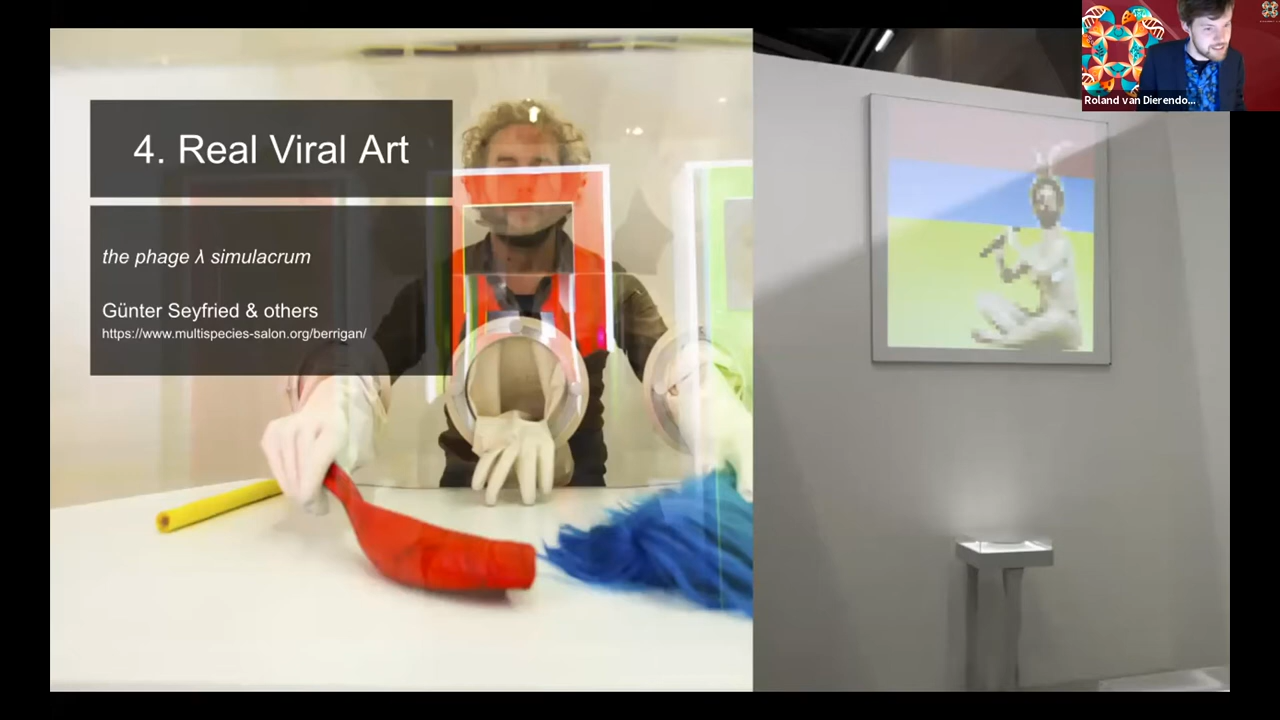 4. Real Viral Art
the phage λ simulacrum
Günter Seyfried & others
https://www.multispecies-salon.org/berrigan/
Roland van Dierendo...